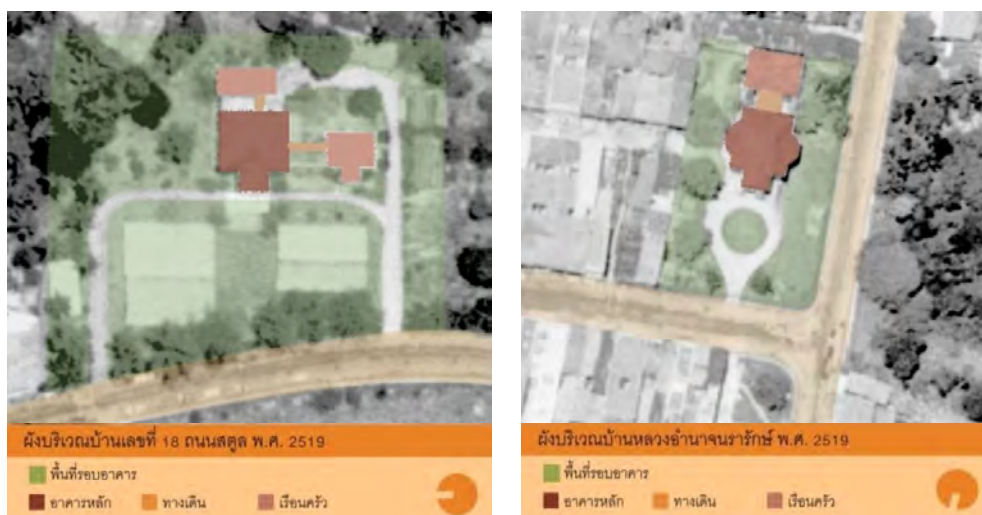 ผังบริเวณบ้านเลขที่ 18 ถนนสตูล พ.ศ. 2519
พื้นที่รอบอาคาร
อาคารหลัก ทางเดิน เรือนครัว
ผังบริเวณบ้านหลวงอำนาจนรารักษ์ พ.ศ. 2519
พื้นที่รอบอาคาร
อาคารหลัก ทางเดิน เรือนครัว